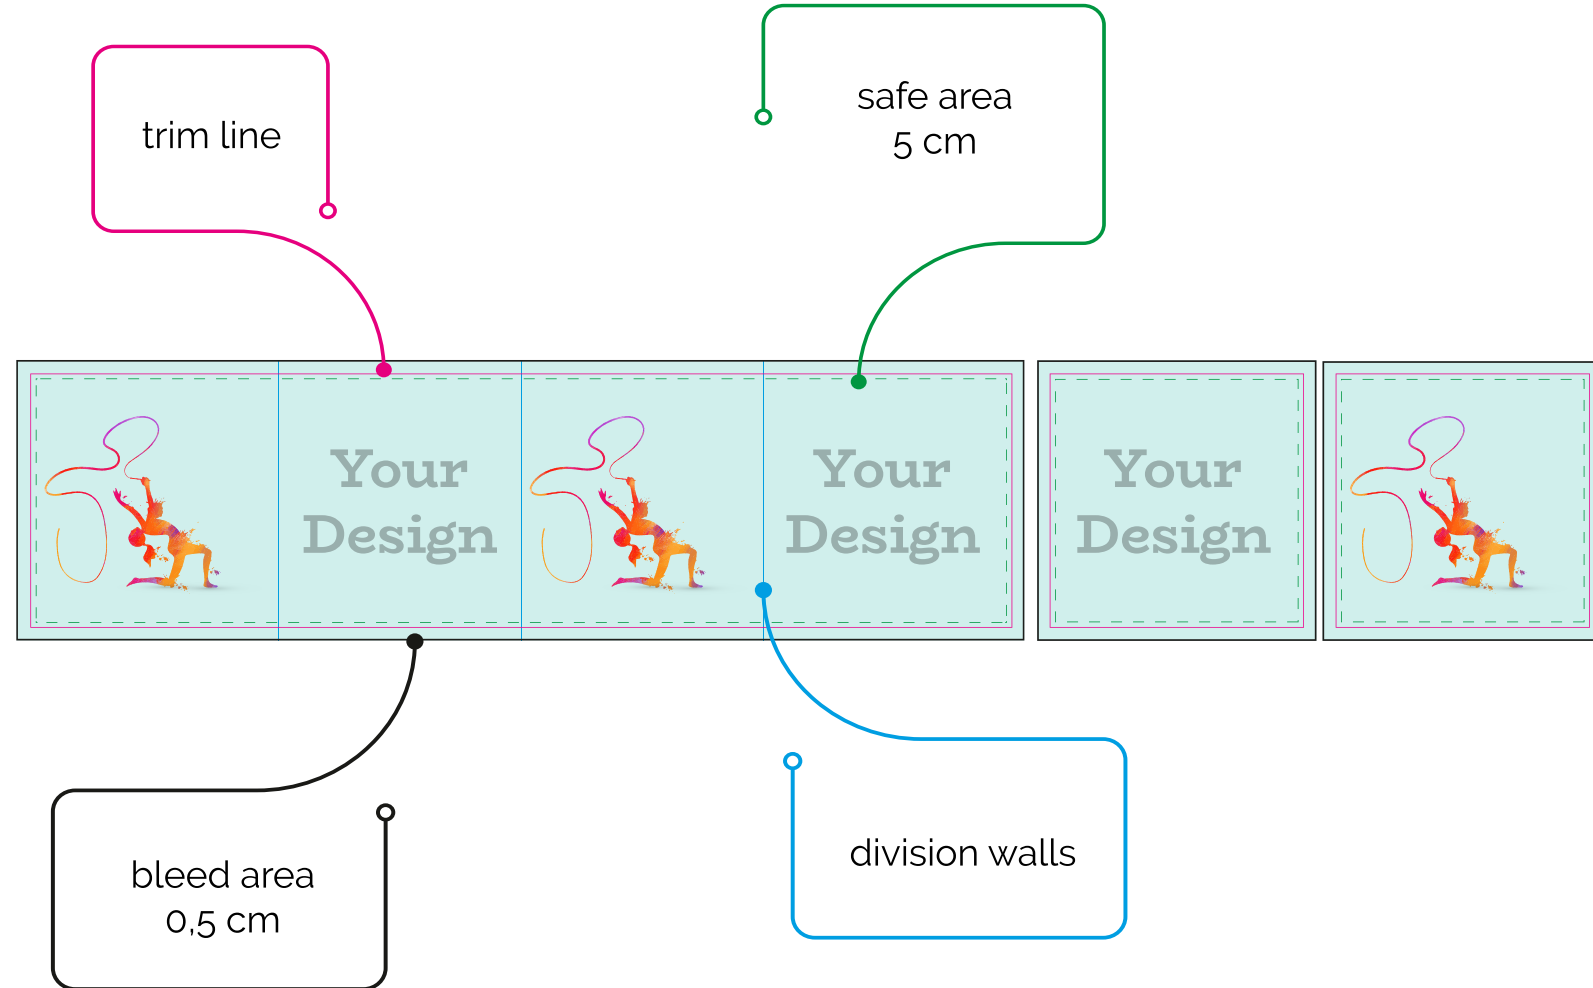 safe area
5 cm
trim line
Your
Design
Your
Design
Your
Design
bleed area
0,5 cm
division walls